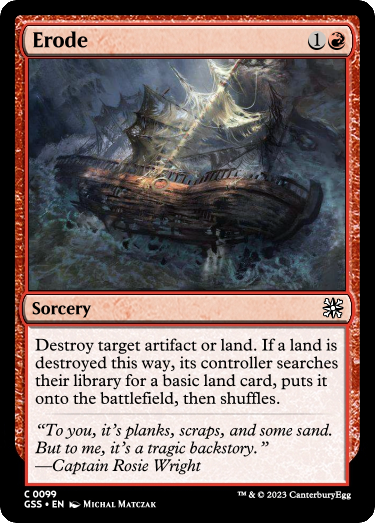 Erode
1
Sorcery
Destroy target artifact or land. If a land is
destroyed this way, its controller searches
their library for a basic land card, puts it
onto the battlefield, then shuffles.
“To you, it’s planks, scraps, and some sand.
But to me, it’s a tragic backstory.”
—Captain Rosie Wright
C 0099
GSS • EN Michal Matczak
™ & © 2023 CanterburyEgg